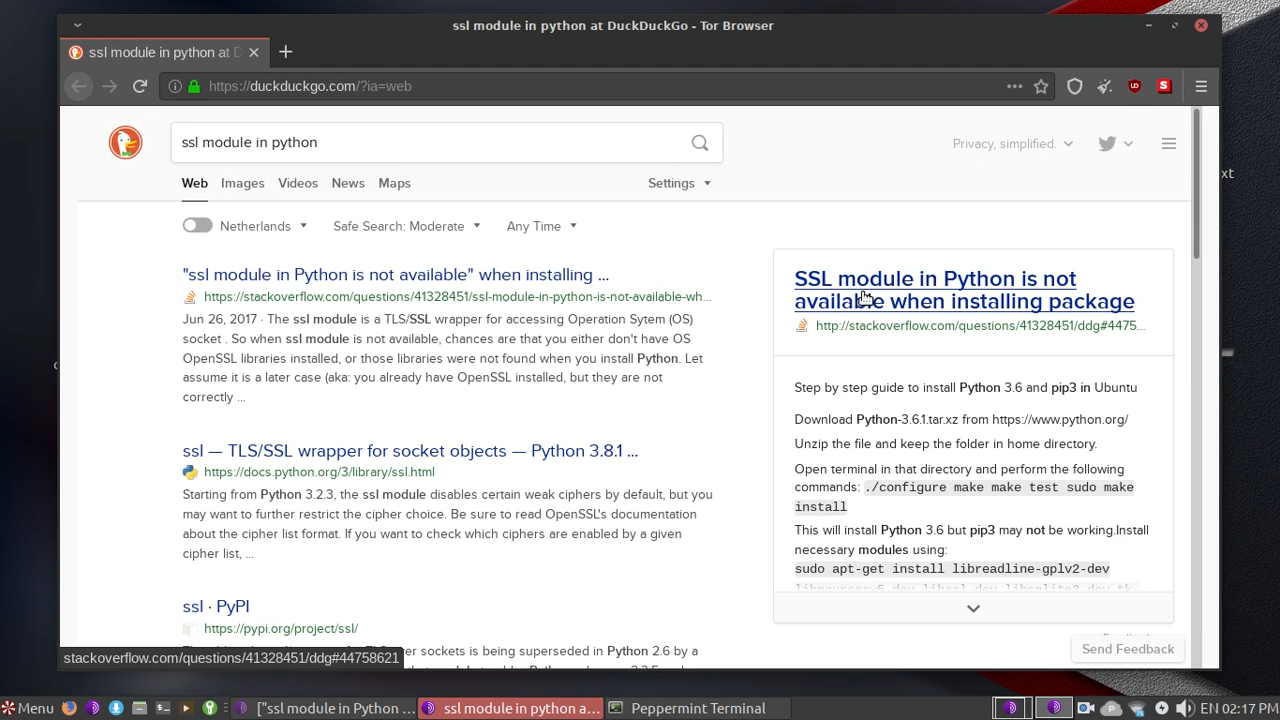 ssl module in python at DuckDuckGo - Tor Browser
ssl module in python at D
https://duckduckgo.com/?ia=web
ssl module in python
Privacy, simplified.
Web Images Videos News Maps Settings
Netherlands Safe Search: Moderate Any Time
"ssl module in Python is not available" when installing ...
https://stackoverflow.com/questions/41328451/ssl-module-in-python-is-not-available-wh...
Jun 26, 2017 · The ssl module is a TLS/SSL wrapper for accessing Operation Sytem (OS)
socket . So when ssl module is not available, chances are that you either don't have OS
OpenSSL libraries installed, or those libraries were not found when you install Python. Let
assume it is a later case (aka: you already have OpenSSL installed, but they are not
correctly ...
ssl — TLS/SSL wrapper for socket objects — Python 3.8.1 ...
https://docs.python.org/3/library/ssl.html
Starting from Python 3.2.3, the ssl module disables certain weak ciphers by default, but you
may want to further restrict the cipher choice. Be sure to read OpenSSL's documentation
about the cipher list format. If you want to check which ciphers are enabled by a given
cipher list, ...
ssl · PyPI
https://pypi.org/project/ssl/
sockets is being superseded in Python 2.6 by a
SSL module in Python is not
available when installing package
http://stackoverflow.com/questions/41328451/ddg#4475...
Step by step guide to install Python 3.6 and pip3 in Ubuntu
Download Python-3.6.1.tar.xz from https://www.python.org/
Unzip the file and keep the folder in home directory.
Open terminal in that directory and perform the following
commands: ./configure make make test sudo make
install
This will install Python 3.6 but pip3 may not be working.Install
necessary modules using:
sudo apt-get install libreadline-gplv2-dev
libncursesw5-dev libssl-dev libsqlite3-dev tk-
Send Feedback
stackoverflow.com/questions/41328451/ddg#44758621
Menu ["ssl module in Python ... ssl module in python a... Peppermint Terminal EN 02:17 PM